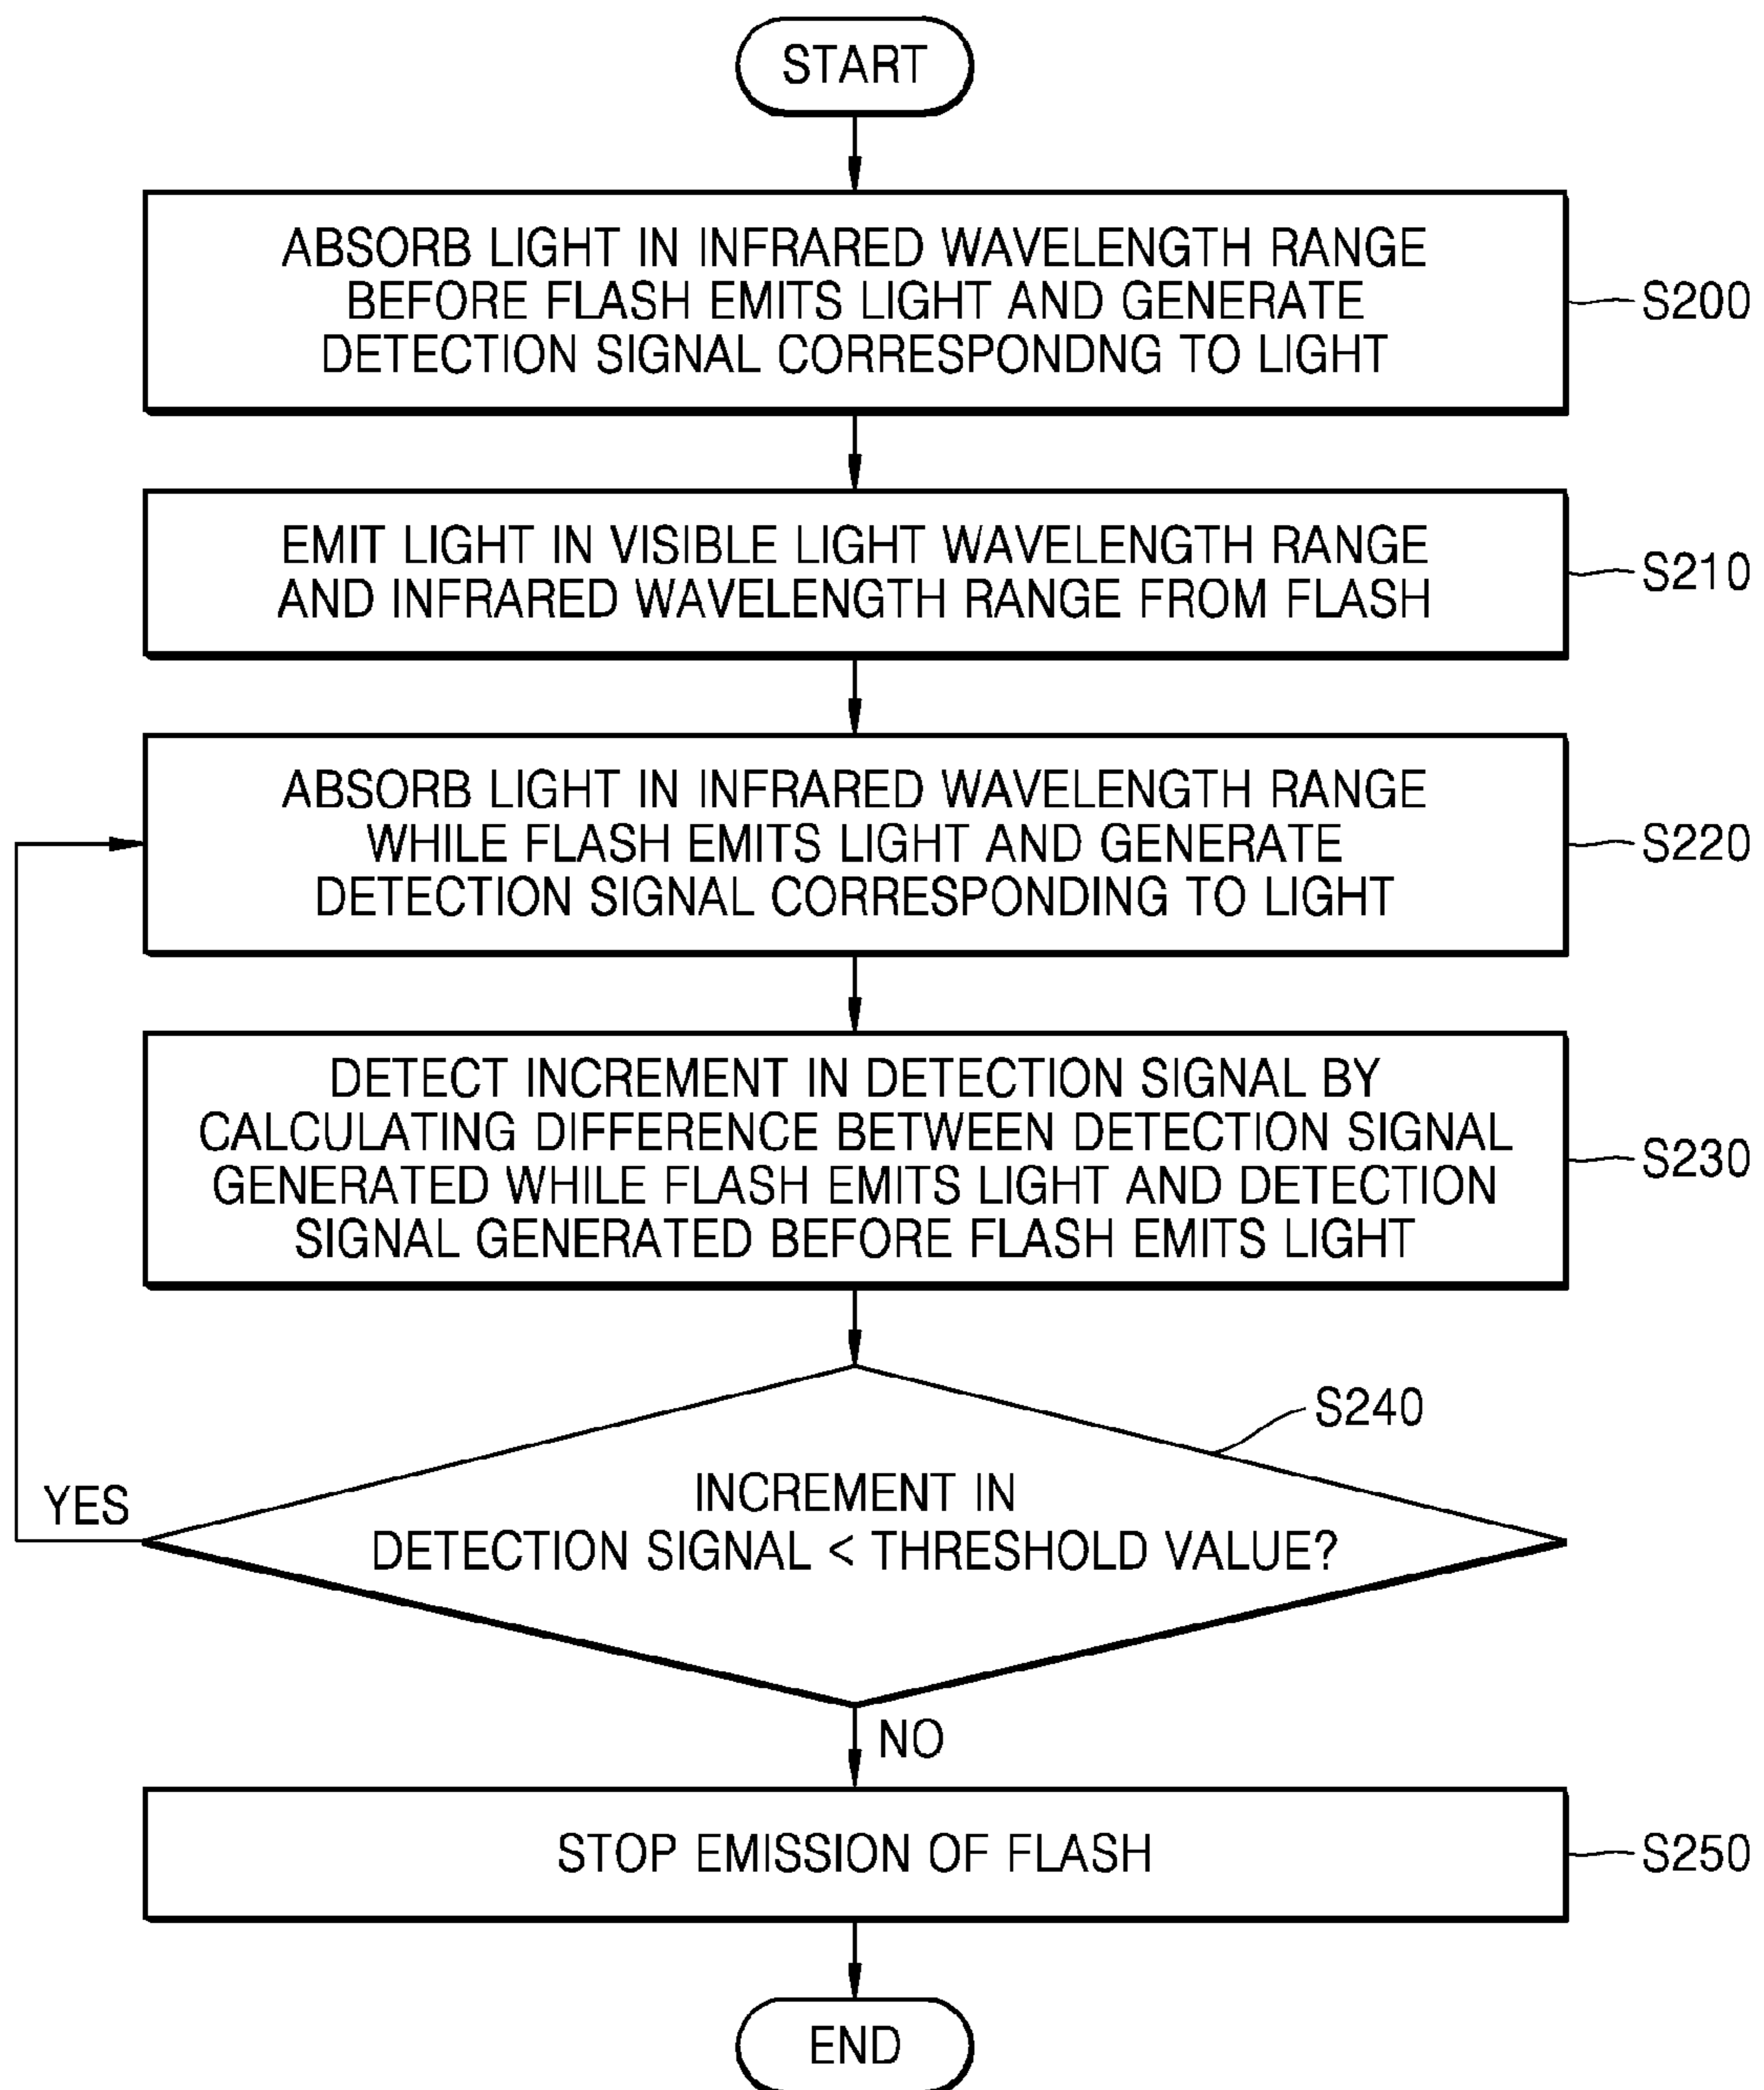 START
ABSORB LIGHT IN INFRARED WAVELENGTH RANGE
BEFORE FLASH EMITS LIGHT AND GENERATE
DETECTION SIGNAL CORRESPONDNG TO LIGHT
S200
EMIT LIGHT IN VISIBLE LIGHT WAVELENGTH RANGE
AND INFRARED WAVELENGTH RANGE FROM FLASH
S210
ABSORB LIGHT IN INFRARED WAVELENGTH RANGE
WHILE FLASH EMITS LIGHT AND GENERATE
DETECTION SIGNAL CORRESPONDING TO LIGHT
S220
DETECT INCREMENT IN DETECTION SIGNAL BY
CALCULATING DIFFERENCE BETWEEN DETECTION SIGNAL
GENERATED WHILE FLASH EMITS LIGHT AND DETECTION
SIGNAL GENERATED BEFORE FLASH EMITS LIGHT
S230
S240
YES
INCREMENT IN
DETECTION SIGNAL < THRESHOLD VALUE?
NO
STOP EMISSION OF FLASH
S250
END